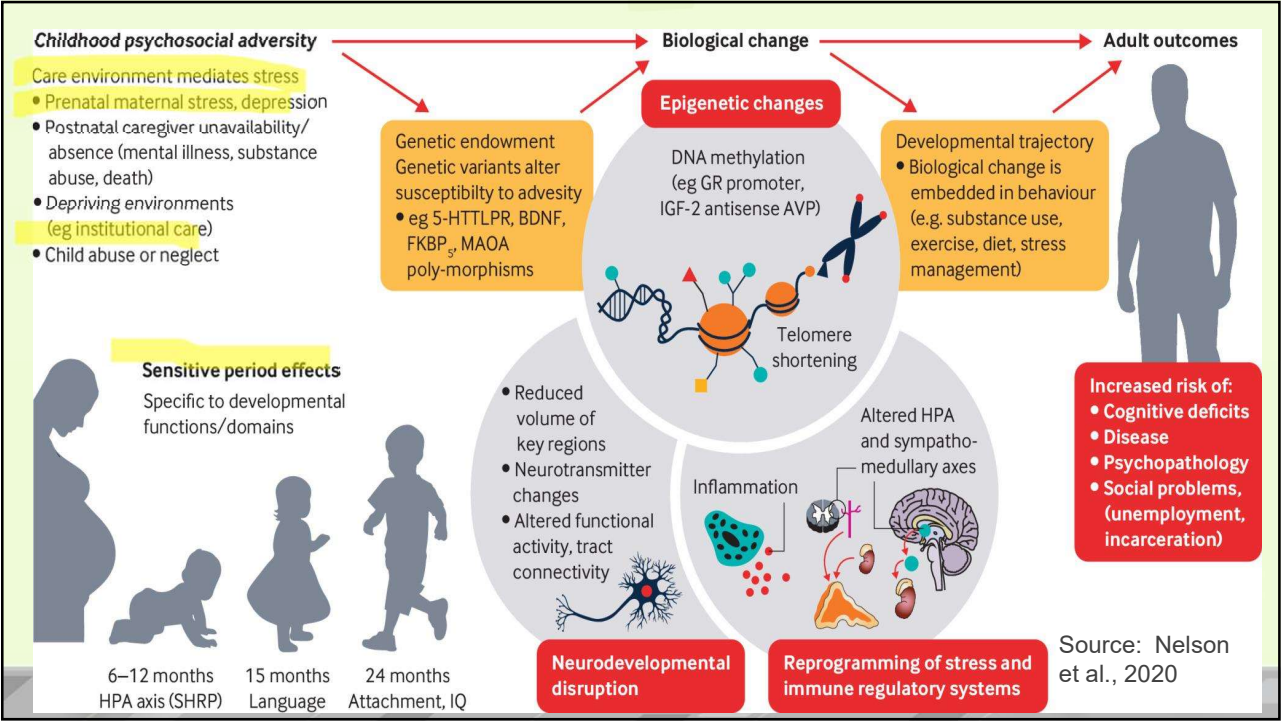 Childhood psychosocial adversity
Biological change
Adult outcomes
Care environment mediates stress
• Prenatal maternal stress, depression
• Postnatal caregiver unavailability/
absence (mental illness, substance
abuse, death)
• Depriving environments
(eg institutional care)
• Child abuse or neglect
Genetic endowment
Genetic variants alter
susceptibilty to advesity
• eg 5-HTTLPR, BDNF,
FKBP5, MAOA
poly-morphisms
Epigenetic changes
DNA methylation
(eg GR promoter,
IGF-2 antisense AVP)
Telomere
shortening
Developmental trajectory
• Biological change is
embedded in behaviour
(e.g. substance use,
exercise, diet, stress
management)
Sensitive period effects
Specific to developmental
functions/domains
6–12 months
HPA axis (SHRP)
15 months
Language
24 months
Attachment, IQ
• Reduced
volume of
key regions
• Neurotransmitter
changes
• Altered functional
activity, tract
connectivity
Neurodevelopmental
disruption
Altered HPA
and sympatho-
medullary axes
Inflammation
Reprogramming of stress and
immune regulatory systems
Increased risk of:
• Cognitive deficits
• Disease
• Psychopathology
• Social problems,
(unemployment,
incarceration)
Source: Nelson
et al., 2020